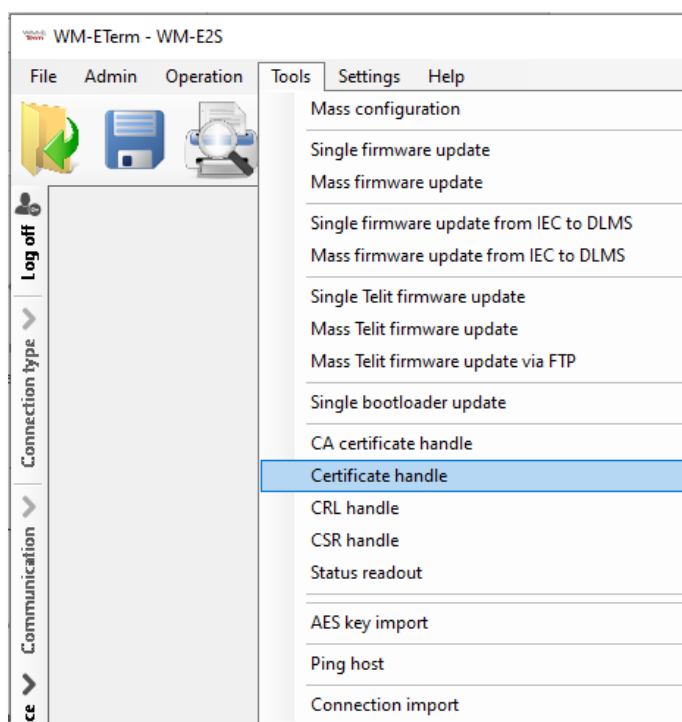 WM-ETerm - WM-E2S
File Admin Operation Tools Settings Help
Mass configuration
Single firmware update
Mass firmware update
Single firmware update from IEC to DLMS
Mass firmware update from IEC to DLMS
Single Telit firmware update
Mass Telit firmware update
Mass Telit firmware update via FTP
Single bootloader update
CA certificate handle
Certificate handle
CRL handle
CSR handle
Status readout
AES key import
Ping host
Connection import
Log off
Connection type
Communication
ce